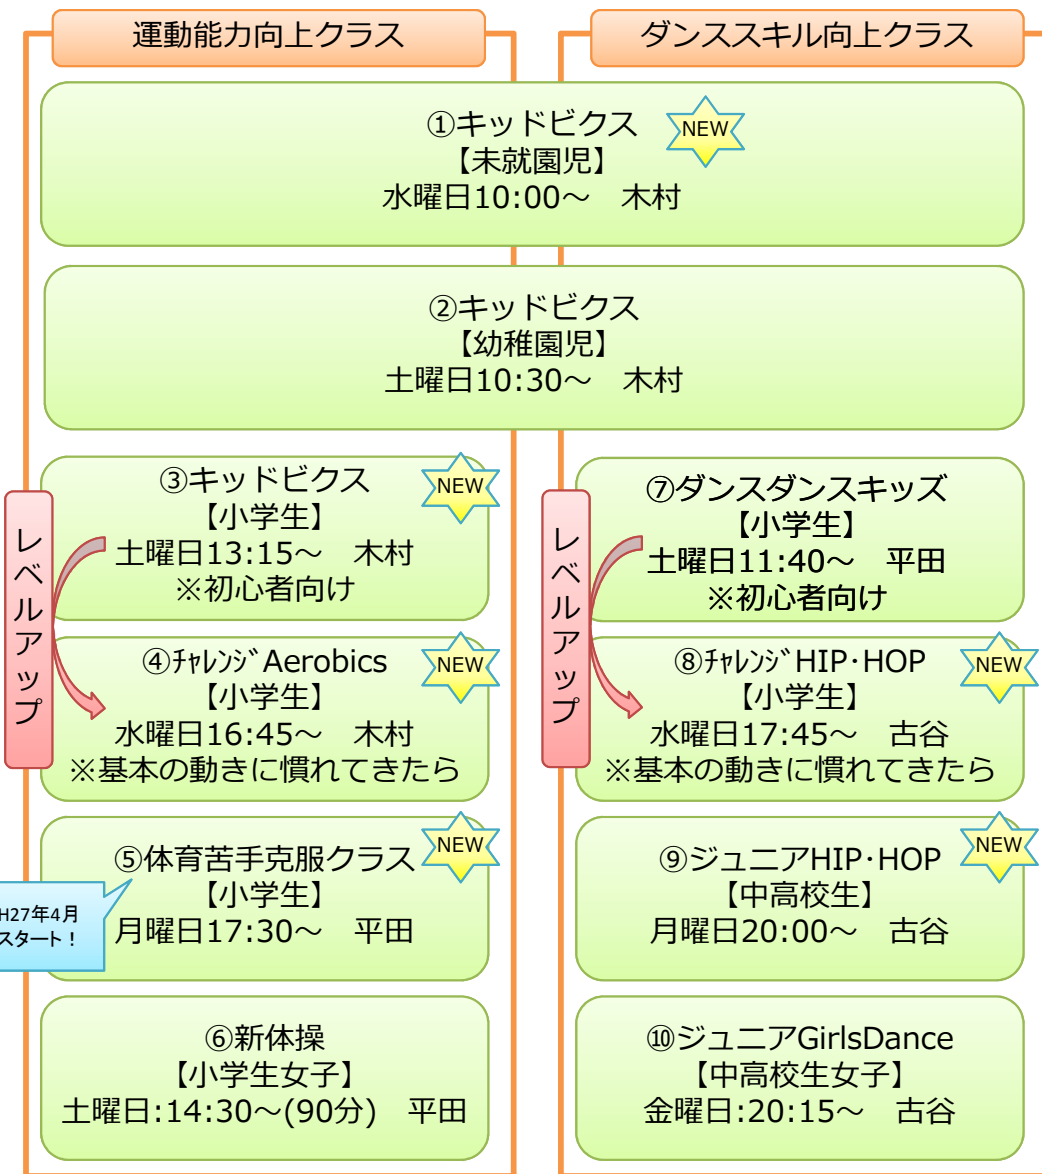 運動能力向上クラス
ダンススキル向上クラス
①キッドビクス
NEW
【未就園児】
水曜日10:00～　木村
②キッドビクス
【幼稚園児】
土曜日10:30～　木村
レベルアップ
③キッドビクス
NEW
【小学生】
土曜日13:15～　木村
※初心者向け
④ﾁｬﾚﾝｼﾞAerobics
NEW
【小学生】
水曜日16:45～　木村
※基本の動きに慣れてきたら
⑤体育苦手克服クラス
NEW
【小学生】
月曜日17:30～　平田
H27年4月
スタート！
⑥新体操
【小学生女子】
土曜日:14:30～(90分)　平田
レベルアップ
⑦ダンスダンスキッズ
【小学生】
土曜日11:40～　平田
※初心者向け
⑧ﾁｬﾚﾝｼﾞHIP･HOP
NEW
【小学生】
水曜日17:45～　古谷
※基本の動きに慣れてきたら
⑨ジュニアHIP･HOP
NEW
【中高校生】
月曜日20:00～　古谷
⑩ジュニアGirlsDance
【中高校生女子】
金曜日:20:15～　古谷